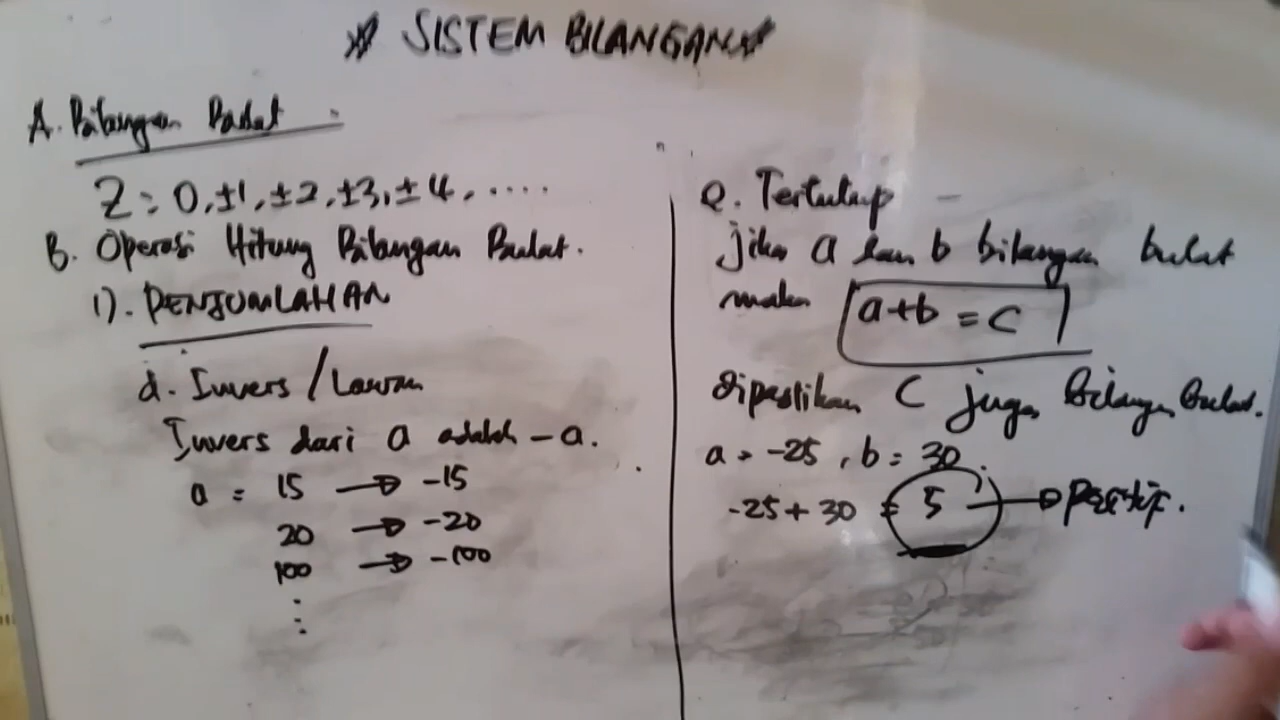 SISTEM BILANGAN
A. Bilangan Bulat
Z = 0, ±1, ±2, ±3, ±4, ....
B. Operasi Hitung Bilangan Bulat.
1). PENJUMLAHAN
d. Invers / Lawan
Invers dari a adalah -a.
a = 15 → -15
20 → -20
100 → -100
⋮
e. Tertutup
jika a dan b bilangan bulat
maka a+b = c
dipastikan c juga bilangan bulat.
a = -25, b = 30
-25 + 30 = 5 → Positif.